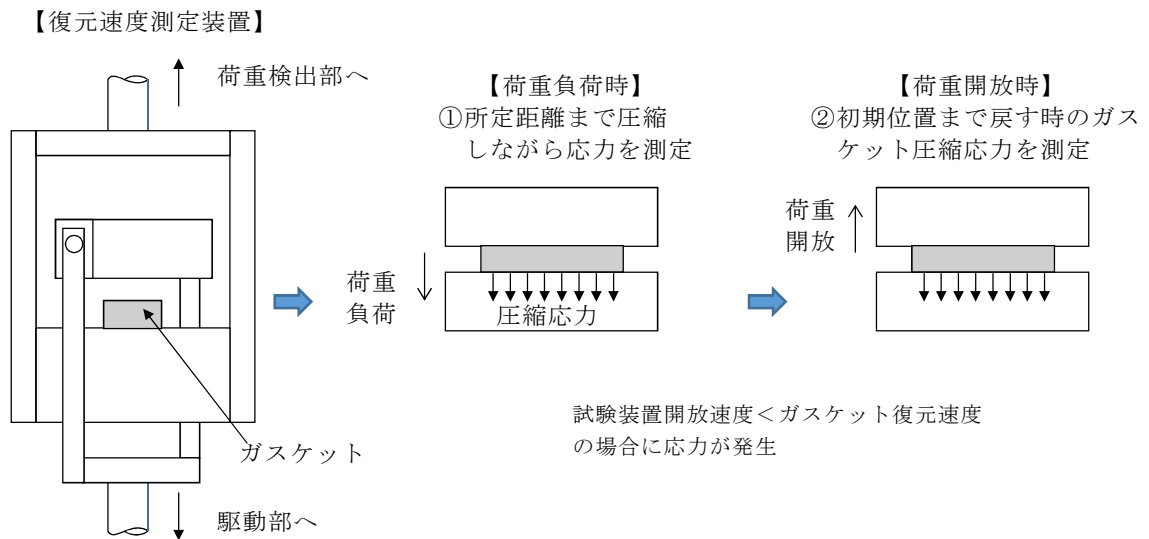 【復元速度測定装置】
荷重検出部へ
ガスケット
駆動部へ
【荷重負荷時】
①所定距離まで圧縮
しながら応力を測定
荷重
負荷
圧縮応力
【荷重開放時】
②初期位置まで戻す時のガス
ケット圧縮応力を測定
荷重
開放
試験装置開放速度＜ガスケット復元速度
の場合に応力が発生